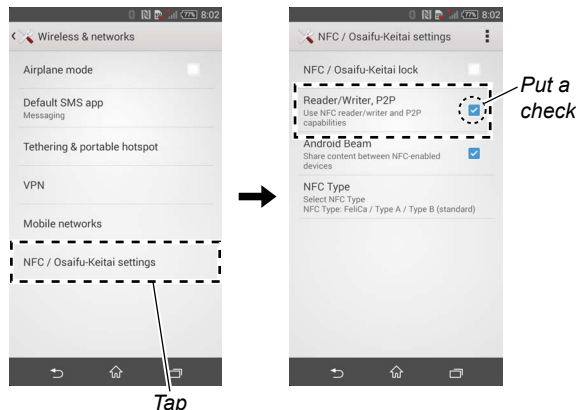 77% 8:02
Wireless & networks
Airplane mode
Default SMS app
Messaging
Tethering & portable hotspot
VPN
Mobile networks
NFC / Osaifu-Keitai settings
Tap
77% 8:02
NFC / Osaifu-Keitai settings
NFC / Osaifu-Keitai lock
Reader/Writer, P2P
Use NFC reader/writer and P2P
capabilities
Android Beam
Share content between NFC-enabled
devices
NFC Type
Select NFC Type
NFC Type: FeliCa / Type A / Type B (standard)
Put a
check